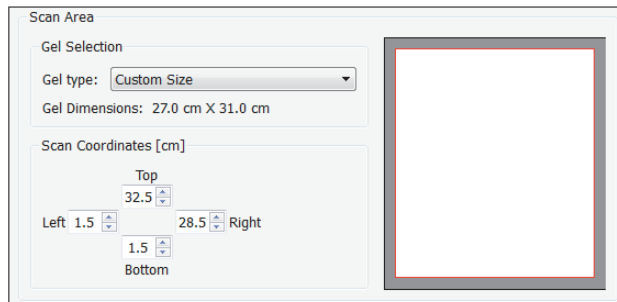 Scan Area
Gel Selection
Gel type: Custom Size
Gel Dimensions: 27.0 cm X 31.0 cm
Scan Coordinates [cm]
Top
32.5
Left 1.5 28.5 Right
1.5
Bottom